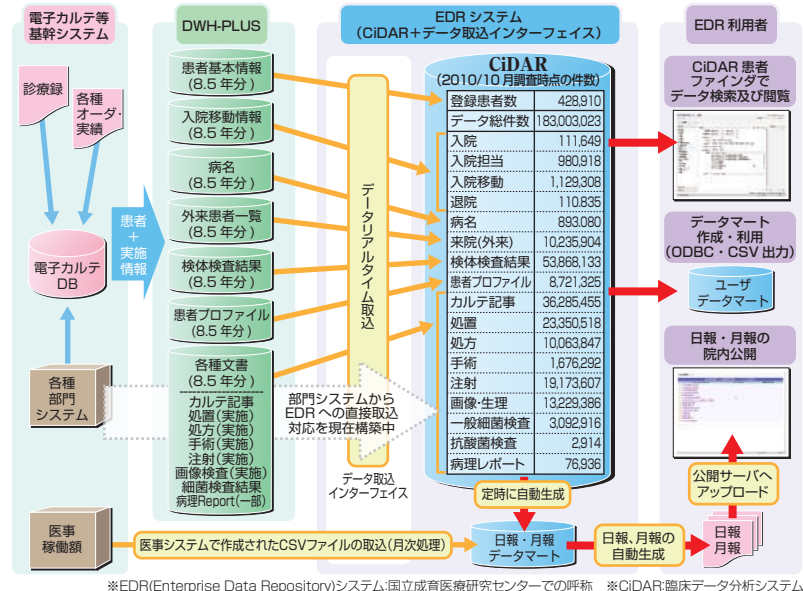 電子カルテ等
基幹システム
診療録
各種
オーダ・
実績
電子カルテ
DB
各種
部門
システム
医事
稼働額
患者
＋
実施
情報
DWH-PLUS
患者基本情報
(8.5年分)
入院移動情報
(8.5年分)
病名
(8.5年分)
外来患者一覧
(8.5年分)
検体検査結果
(8.5年分)
患者プロファイル
(8.5年分)
各種文書
(8.5年分)
カルテ記事
処置(実施)
処方(実施)
手術(実施)
注射(実施)
画像検査(実施)
細菌検査結果
病理Report(一部)
EDRシステム
(CiDAR＋データ取込インターフェイス)
データリアルタイム取込
部門システムから
EDRへの直接取込
対応を現在構築中
データ取込
インターフェイス
CiDAR
(2010/10月調査時点の件数)
登録患者数 428,910
データ総件数 183,003,023
入院 111,649
入院担当 980,918
入院移動 1,129,308
退院 110.835
病名 893.080
来院(外来) 10,235,904
検体検査結果 53,868,133
患者プロファイル 8,721,325
カルテ記事 36,285,455
処置 23,350,518
処方 10,063,847
手術 1,676,292
注射 19,173,607
画像・生理 13,229,386
一般細菌検査 3,092,916
抗酸菌検査 2,914
病理レポート 76,936
定時に自動生成
医事システムで作成されたCSVファイルの取込(月次処理)
日報・月報
データマート
日報、月報の
自動生成
EDR利用者
CiDAR患者
ファインダで
データ検索及び閲覧
データマート
作成・利用
(ODBC・CSV出力)
ユーザ
データマート
日報・月報の
院内公開
公開サーバへ
アップロード
日報
月報
※EDR(Enterprise Data Repository)システム:国立成育医療研究センターでの呼称 ※CiDAR:臨床データ分析システム